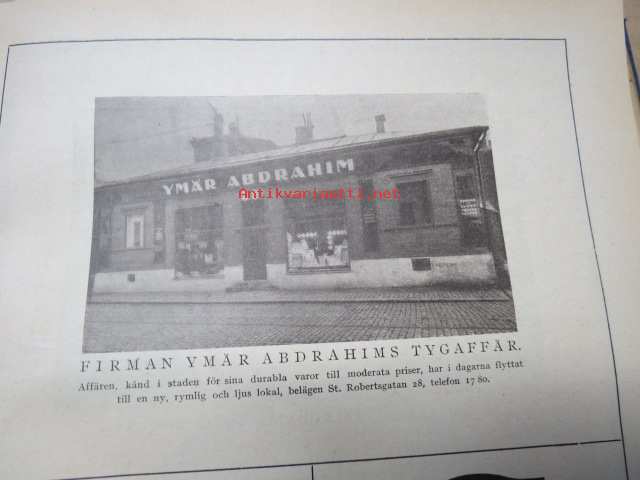 YMÄR ABDRAHIM
Antikvariaatti.net
FIRMAN YMÄR ABDRAHIMS TYGAFFÄR.
Affären, känd i staden för sina durabla varor till moderata priser, har i dagarna flyttat
till en ny, rymlig och ljus lokal, belägen St. Robertsgatan 28, telefon 17 80.